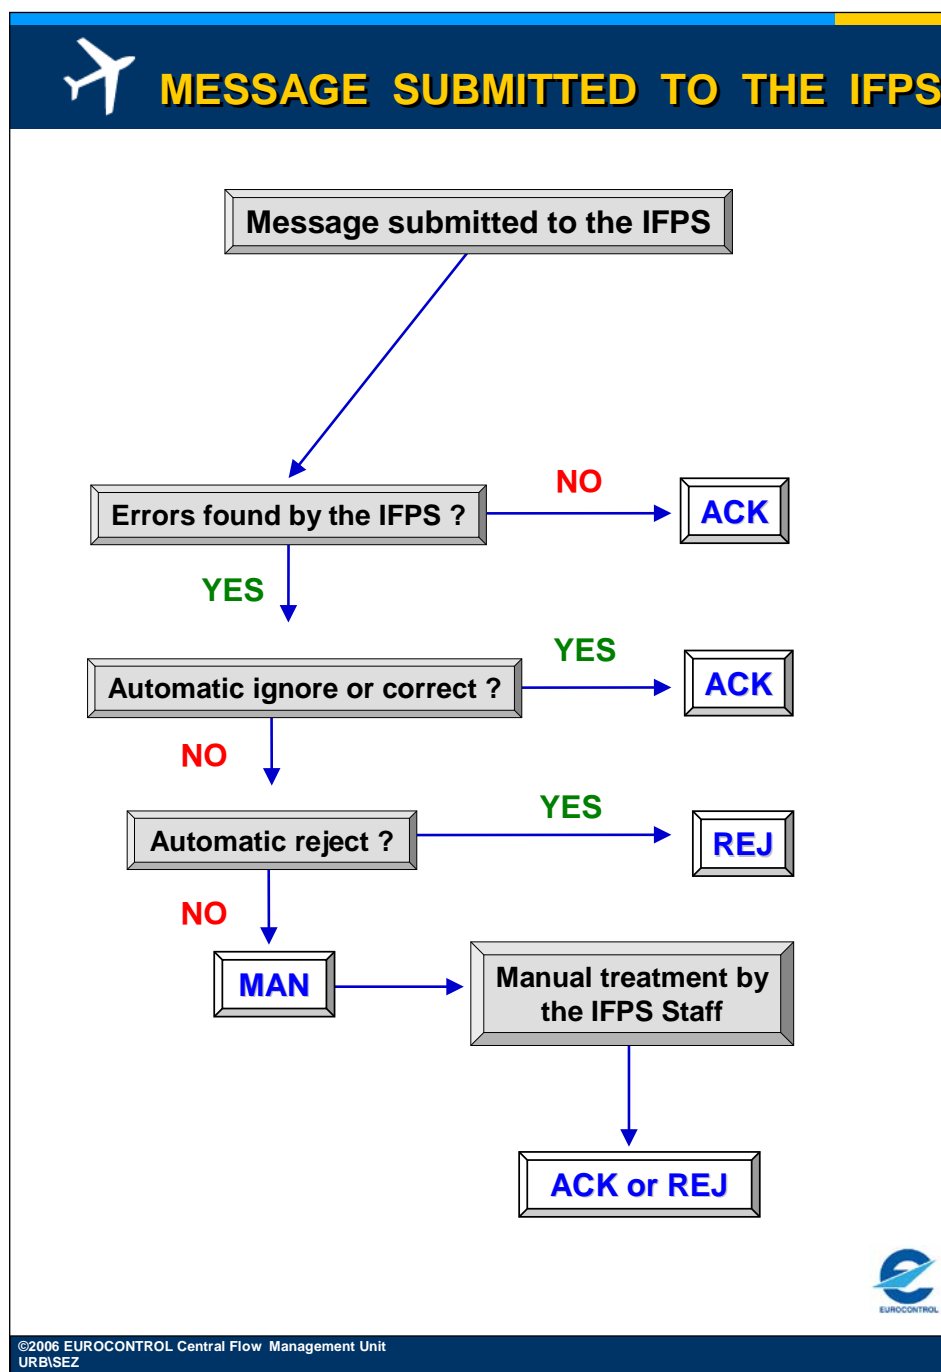 MESSAGE SUBMITTED TO THE IFPS
Message submitted to the IFPS
Errors found by the IFPS ?
NO
ACK
YES
Automatic ignore or correct ?
YES
ACK
NO
Automatic reject ?
YES
REJ
NO
MAN
Manual treatment by
the IFPS Staff
ACK or REJ
EUROCONTROL
©2006 EUROCONTROL Central Flow Management Unit
URB\SEZ